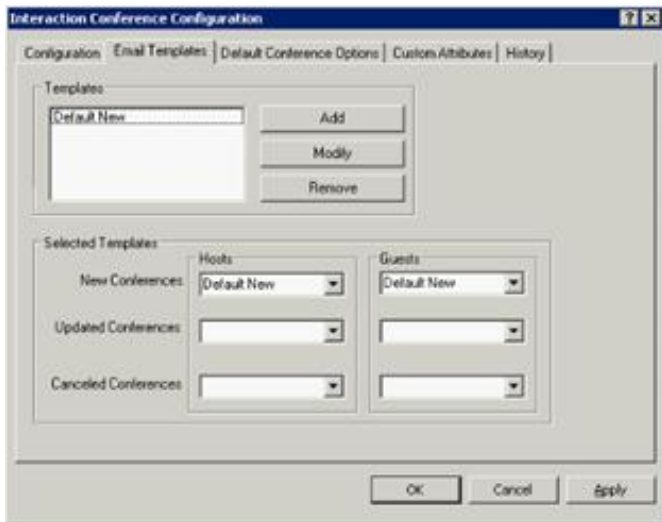 Interaction Conference Configuration
Configuration Email Templates Default Conference Options Custom Attributes History
Templates
Default New
Add
Modify
Remove
Selected Templates
Hosts Guests
New Conferences Default New Default New
Updated Conferences
Canceled Conferences
OK Cancel Apply